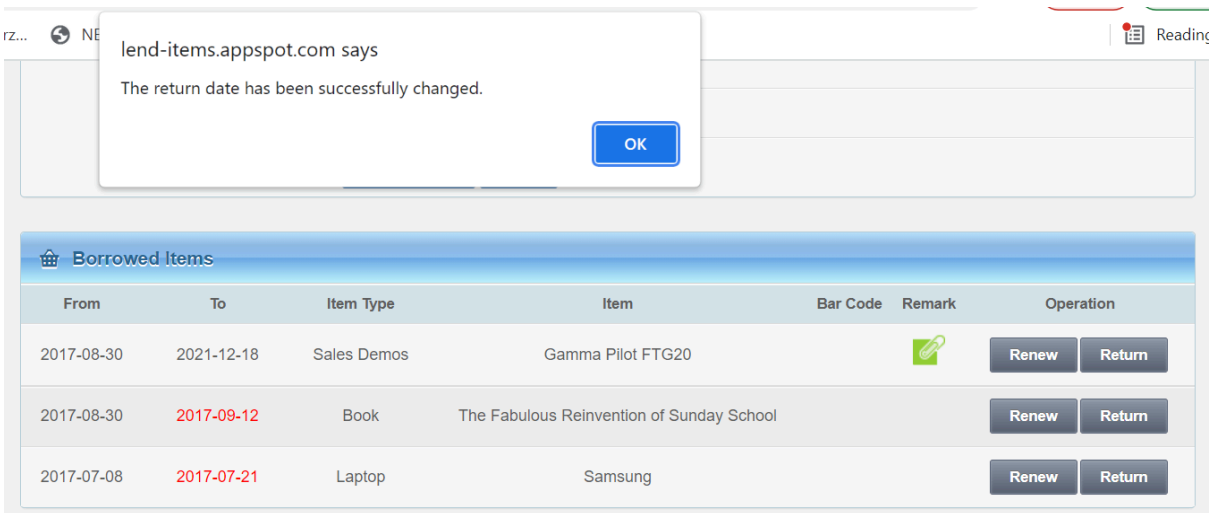 rz... NE
Reading
lend-items.appspot.com says
The return date has been successfully changed.
OK
Borrowed Items
From To Item Type Item Bar Code Remark Operation
2017-08-30 2021-12-18 Sales Demos Gamma Pilot FTG20 Renew Return
2017-08-30 2017-09-12 Book The Fabulous Reinvention of Sunday School Renew Return
2017-07-08 2017-07-21 Laptop Samsung Renew Return